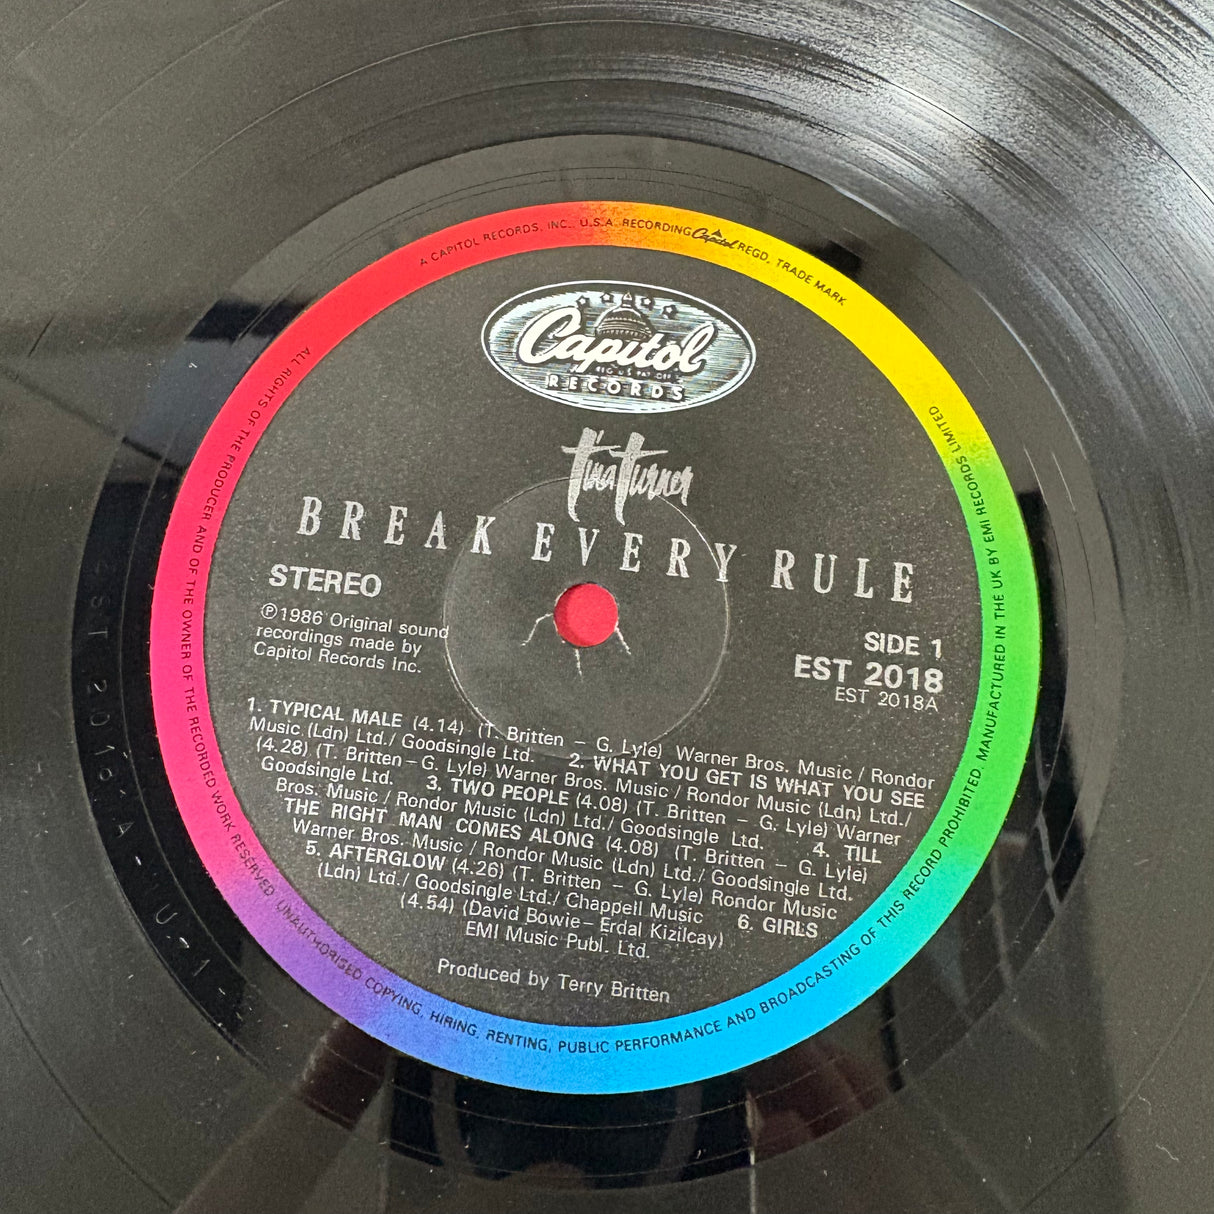 A CAPITOL RECORDS, INC., U.S.A. RECORDING Capitol REGD. TRADE MARK
Capitol
REG. U.S. PAT. OFF.
RECORDS
Tina Turner
BREAK EVERY RULE
STEREO
℗1986 Original sound
recordings made by
Capitol Records Inc.
SIDE 1
EST 2018
EST 2018A
1. TYPICAL MALE (4.14) (T. Britten – G. Lyle) Warner Bros. Music / Rondor
Music (Ldn) Ltd./ Goodsingle Ltd. 2. WHAT YOU GET IS WHAT YOU SEE
(4.28) (T. Britten – G. Lyle) Warner Bros. Music / Rondor Music (Ldn) Ltd./
Goodsingle Ltd. 3. TWO PEOPLE (4.08) (T. Britten – G. Lyle) Warner
Bros. Music / Rondor Music (Ldn) Ltd./ Goodsingle Ltd. 4. TILL
THE RIGHT MAN COMES ALONG (4.08) (T. Britten – G. Lyle)
Warner Bros. Music / Rondor Music (Ldn) Ltd./ Goodsingle Ltd.
5. AFTERGLOW (4.26) (T. Britten – G. Lyle) Rondor Music
(Ldn) Ltd./ Goodsingle Ltd./ Chappell Music 6. GIRLS
(4.54) (David Bowie – Erdal Kizilcay)
EMI Music Publ. Ltd.
Produced by Terry Britten
ALL RIGHTS OF THE PRODUCER AND OF THE OWNER OF THE RECORDED WORK RESERVED. UNAUTHORISED COPYING, HIRING, RENTING, PUBLIC PERFORMANCE AND BROADCASTING OF THIS RECORD PROHIBITED. MANUFACTURED IN THE UK BY EMI RECORDS LIMITED
EST 2018-A-U-1-